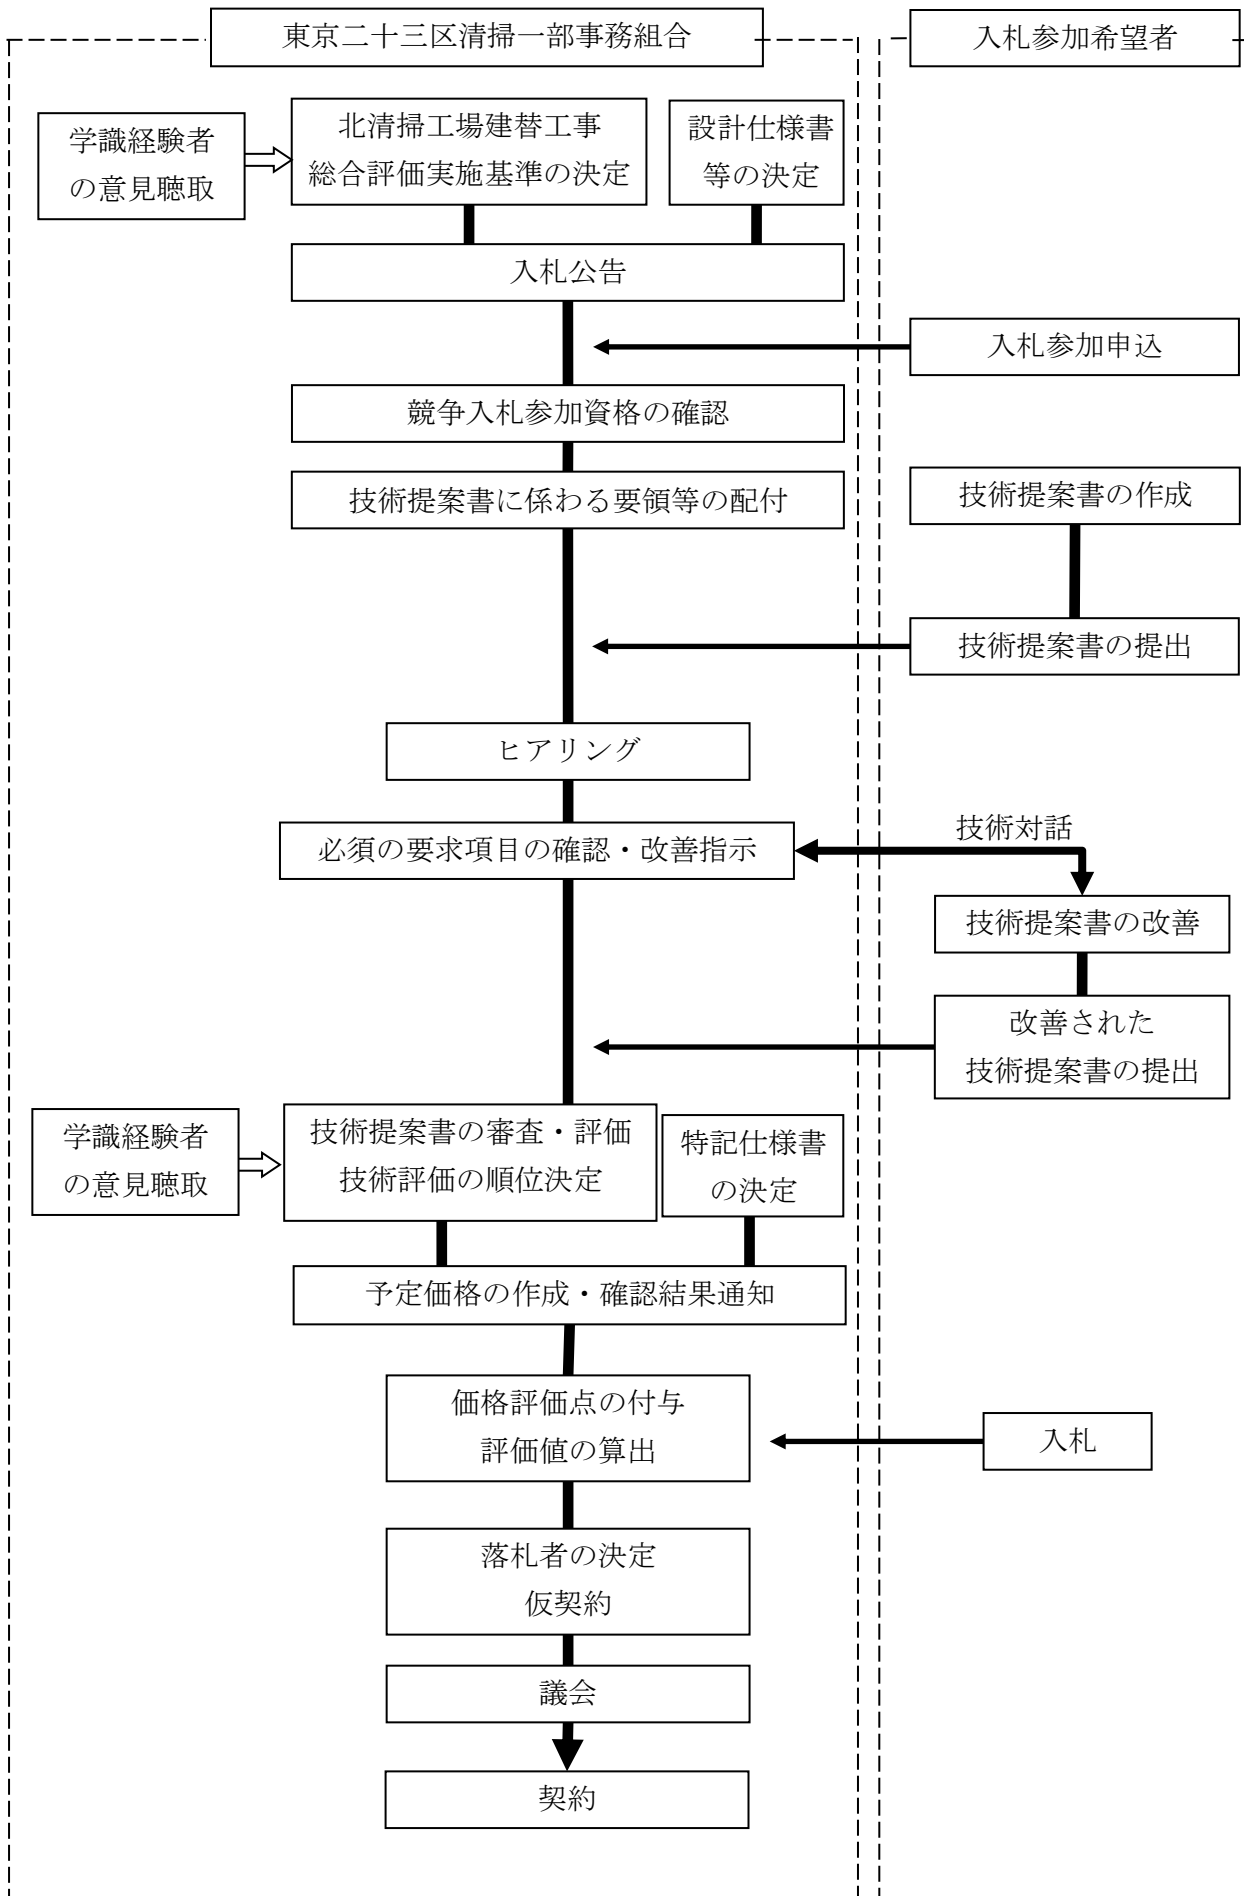 東京二十三区清掃一部事務組合
入札参加希望者
学識経験者
の意見聴取
北清掃工場建替工事
総合評価実施基準の決定
設計仕様書
等の決定
入札公告
入札参加申込
競争入札参加資格の確認
技術提案書に係わる要領等の配付
技術提案書の作成
技術提案書の提出
ヒアリング
必須の要求項目の確認・改善指示
技術対話
技術提案書の改善
改善された
技術提案書の提出
学識経験者
の意見聴取
技術提案書の審査・評価
技術評価の順位決定
特記仕様書
の決定
予定価格の作成・確認結果通知
価格評価点の付与
評価値の算出
入札
落札者の決定
仮契約
議会
契約